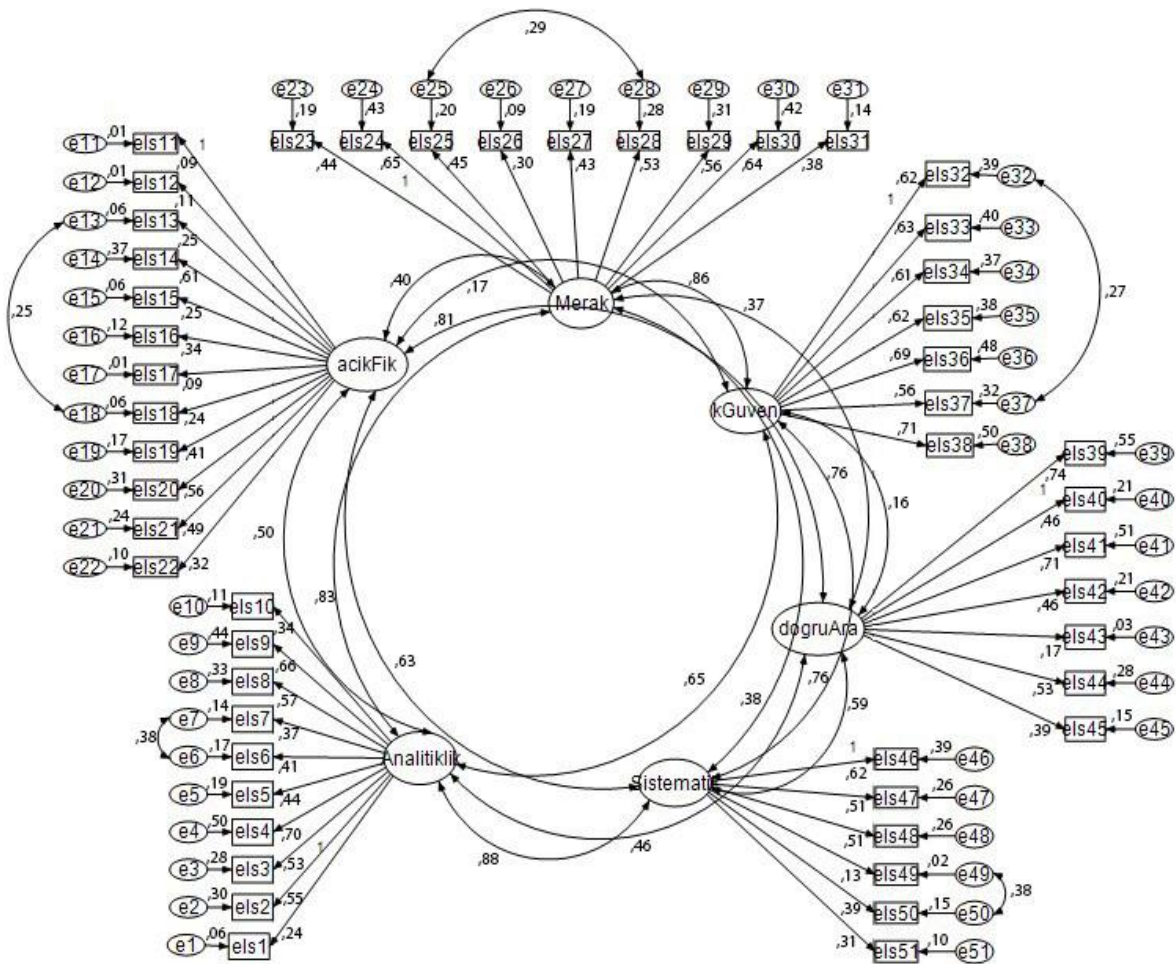 ,29
e23 e24 e25 e26 e27 e28 e29 e30 e31
,19 ,43 ,20 ,09 ,19 ,28 ,31 ,42 ,14
els23 els24 els25 els26 els27 els28 els29 els30 els31
,44 ,65 ,45 ,30 ,43 ,53 ,56 ,64 ,38
1
e11 ,01 els11 1
,09
e12 ,01 els12
,11
e13 ,06 els13
,25
e14 ,37 els14
,61
e15 ,06 els15
,25
e16 ,12 els16
,34
e17 ,01 els17
,09
e18 ,06 els18
,24
e19 ,17 els19
,41
e20 ,31 els20
,56
e21 ,24 els21
,49
e22 ,10 els22
,32
,25
,62 els32 ,39 e32
1
,63 els33 ,40 e33
,61 els34 ,37 e34
,62 els35 ,38 e35
,69 els36 ,48 e36
,56 els37 ,32 e37
,71 els38 ,50 e38
,27
,40 ,17 Merak ,86 ,37
,81
acikFik
kGuven
,76
,16
,74 els39 ,55 e39
1
els40 ,21 e40
,46
els41 ,51 e41
,71
els42 ,21 e42
,46
els43 ,03 e43
,17
els44 ,28 e44
,53
els45 ,15 e45
,39
dogruAra
,50
,83
,63
,65
,38
,76
,59
e10 ,11 els10
,34
e9 ,44 els9
,66
e8 ,33 els8
,57
e7 ,14 els7
,37
,38
e6 ,17 els6
,41
e5 ,19 els5
,44
e4 ,50 els4
,70
e3 ,28 els3
,53
1
e2 ,30 els2
,55
e1 ,06 els1
,24
Analitiklik
Sistemati
,88
,46
1 els46 ,39 e46
,62
els47 ,26 e47
,51
els48 ,26 e48
,51
els49 ,02 e49
,13
,38
els50 ,15 e50
,39
els51 ,10 e51
,31